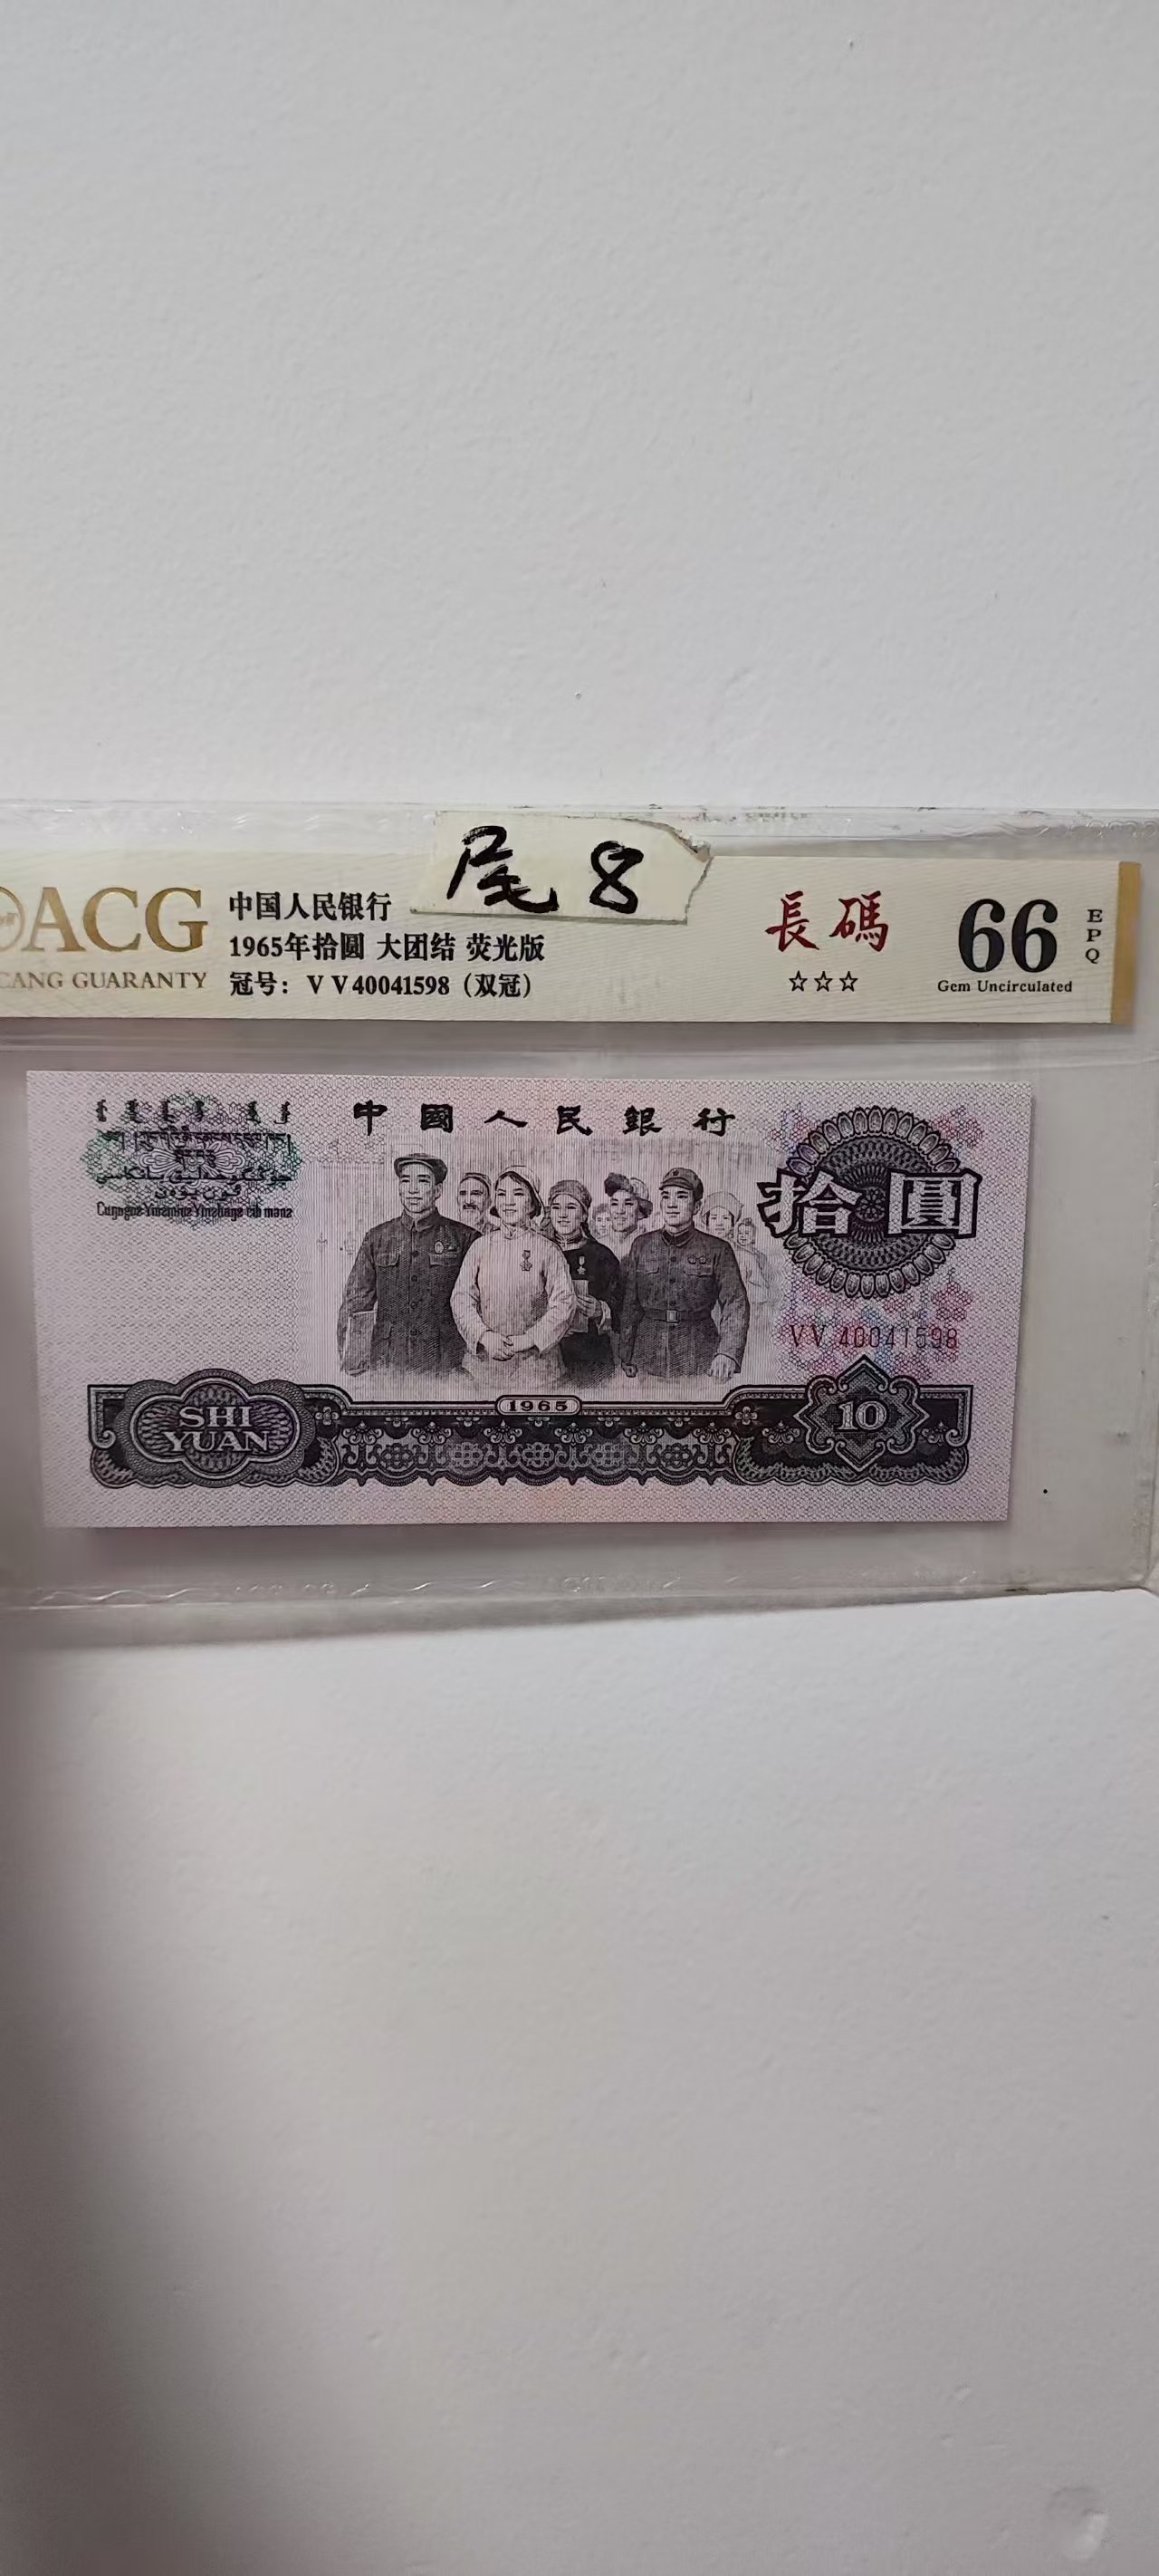 尾 8
ACG
CANG GUARANTY
中国人民银行
1965年拾圆 大团结 荧光版
冠号: V V 40041598 (双冠)
長碼
☆☆☆
66
EPQ
Gem Uncirculated
中國人民銀行
拾圓
VV 40041598
1965
SHI
YUAN
10